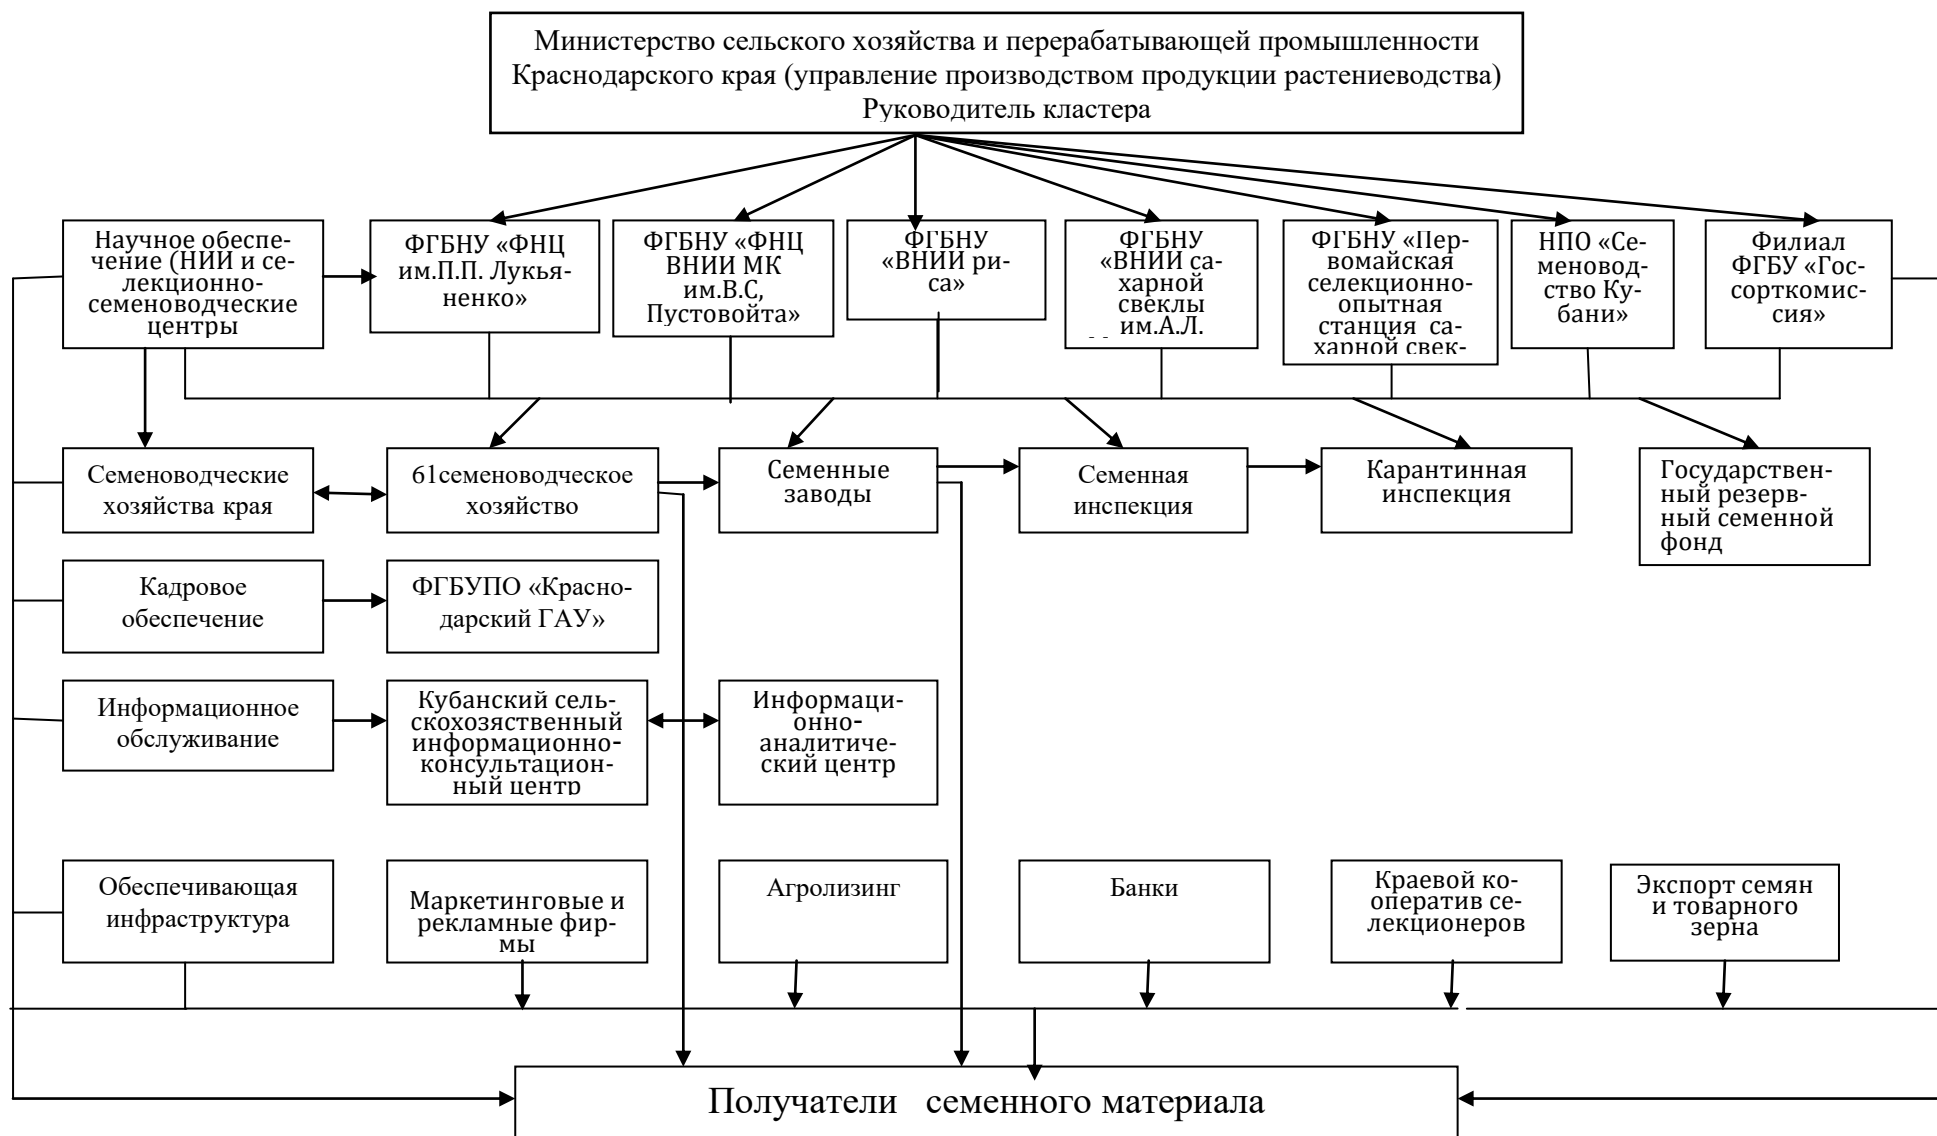 Министерство сельского хозяйства и перерабатывающей промышленности
Краснодарского края (управление производством продукции растениеводства)
Руководитель кластера
Научное обеспе-
чение (НИИ и се-
лекционно-
семеноводческие
центры
ФГБНУ «ФНЦ
им.П.П. Лукья-
ненко»
ФГБНУ «ФНЦ
ВНИИ МК
им.В.С,
Пустовойта»
ФГБНУ
«ВНИИ ри-
са»
ФГБНУ
«ВНИИ са-
харной
свеклы
им.А.Л.
ФГБНУ «Пер-
вомайская
селекционно-
опытная
станция са-
харной свек-
НПО «Се-
меновод-
ство Ку-
бани»
Филиал
ФГБУ «Гос-
сорткомис-
сия»
Семеноводческие
хозяйства края
61семеноводческое
хозяйство
Семенные
заводы
Семенная
инспекция
Карантинная
инспекция
Государствен-
ный резерв-
ный семенной
фонд
Кадровое
обеспечение
ФГБУПО «Красно-
дарский ГАУ»
Информационное
обслуживание
Кубанский сель-
скохозяственный
информационно-
консультацион-
ный центр
Информаци-
онно-
аналитиче-
ский центр
Обеспечивающая
инфраструктура
Маркетинговые и
рекламные фир-
мы
Агролизинг
Банки
Краевой ко-
оператив се-
лекционеров
Экспорт семян
и товарного
зерна
Получатели семенного материала